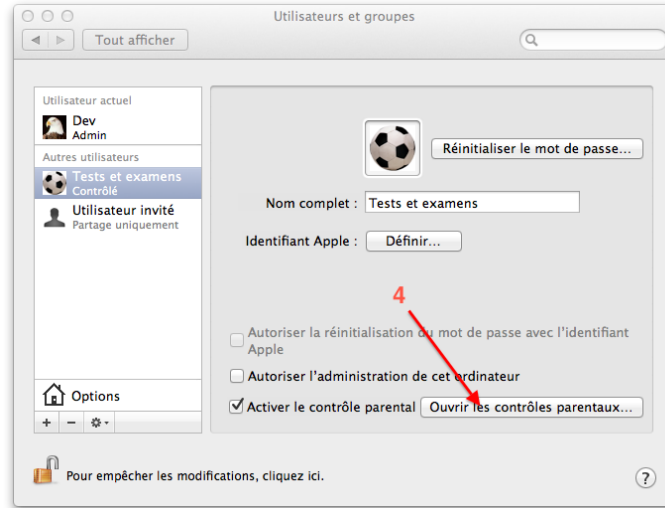 Utilisateurs et groupes
Tout afficher
Utilisateur actuel
Dev
Admin
Autres utilisateurs
Tests et examens
Contrôlé
Utilisateur invité
Partage uniquement
Options
Réinitialiser le mot de passe...
Nom complet : Tests et examens
Identifiant Apple : Définir...
4
Autoriser la réinitialisation du mot de passe avec l'identifiant
Apple
Autoriser l'administration de cet ordinateur
Activer le contrôle parental Ouvrir les contrôles parentaux...
Pour empêcher les modifications, cliquez ici.
?